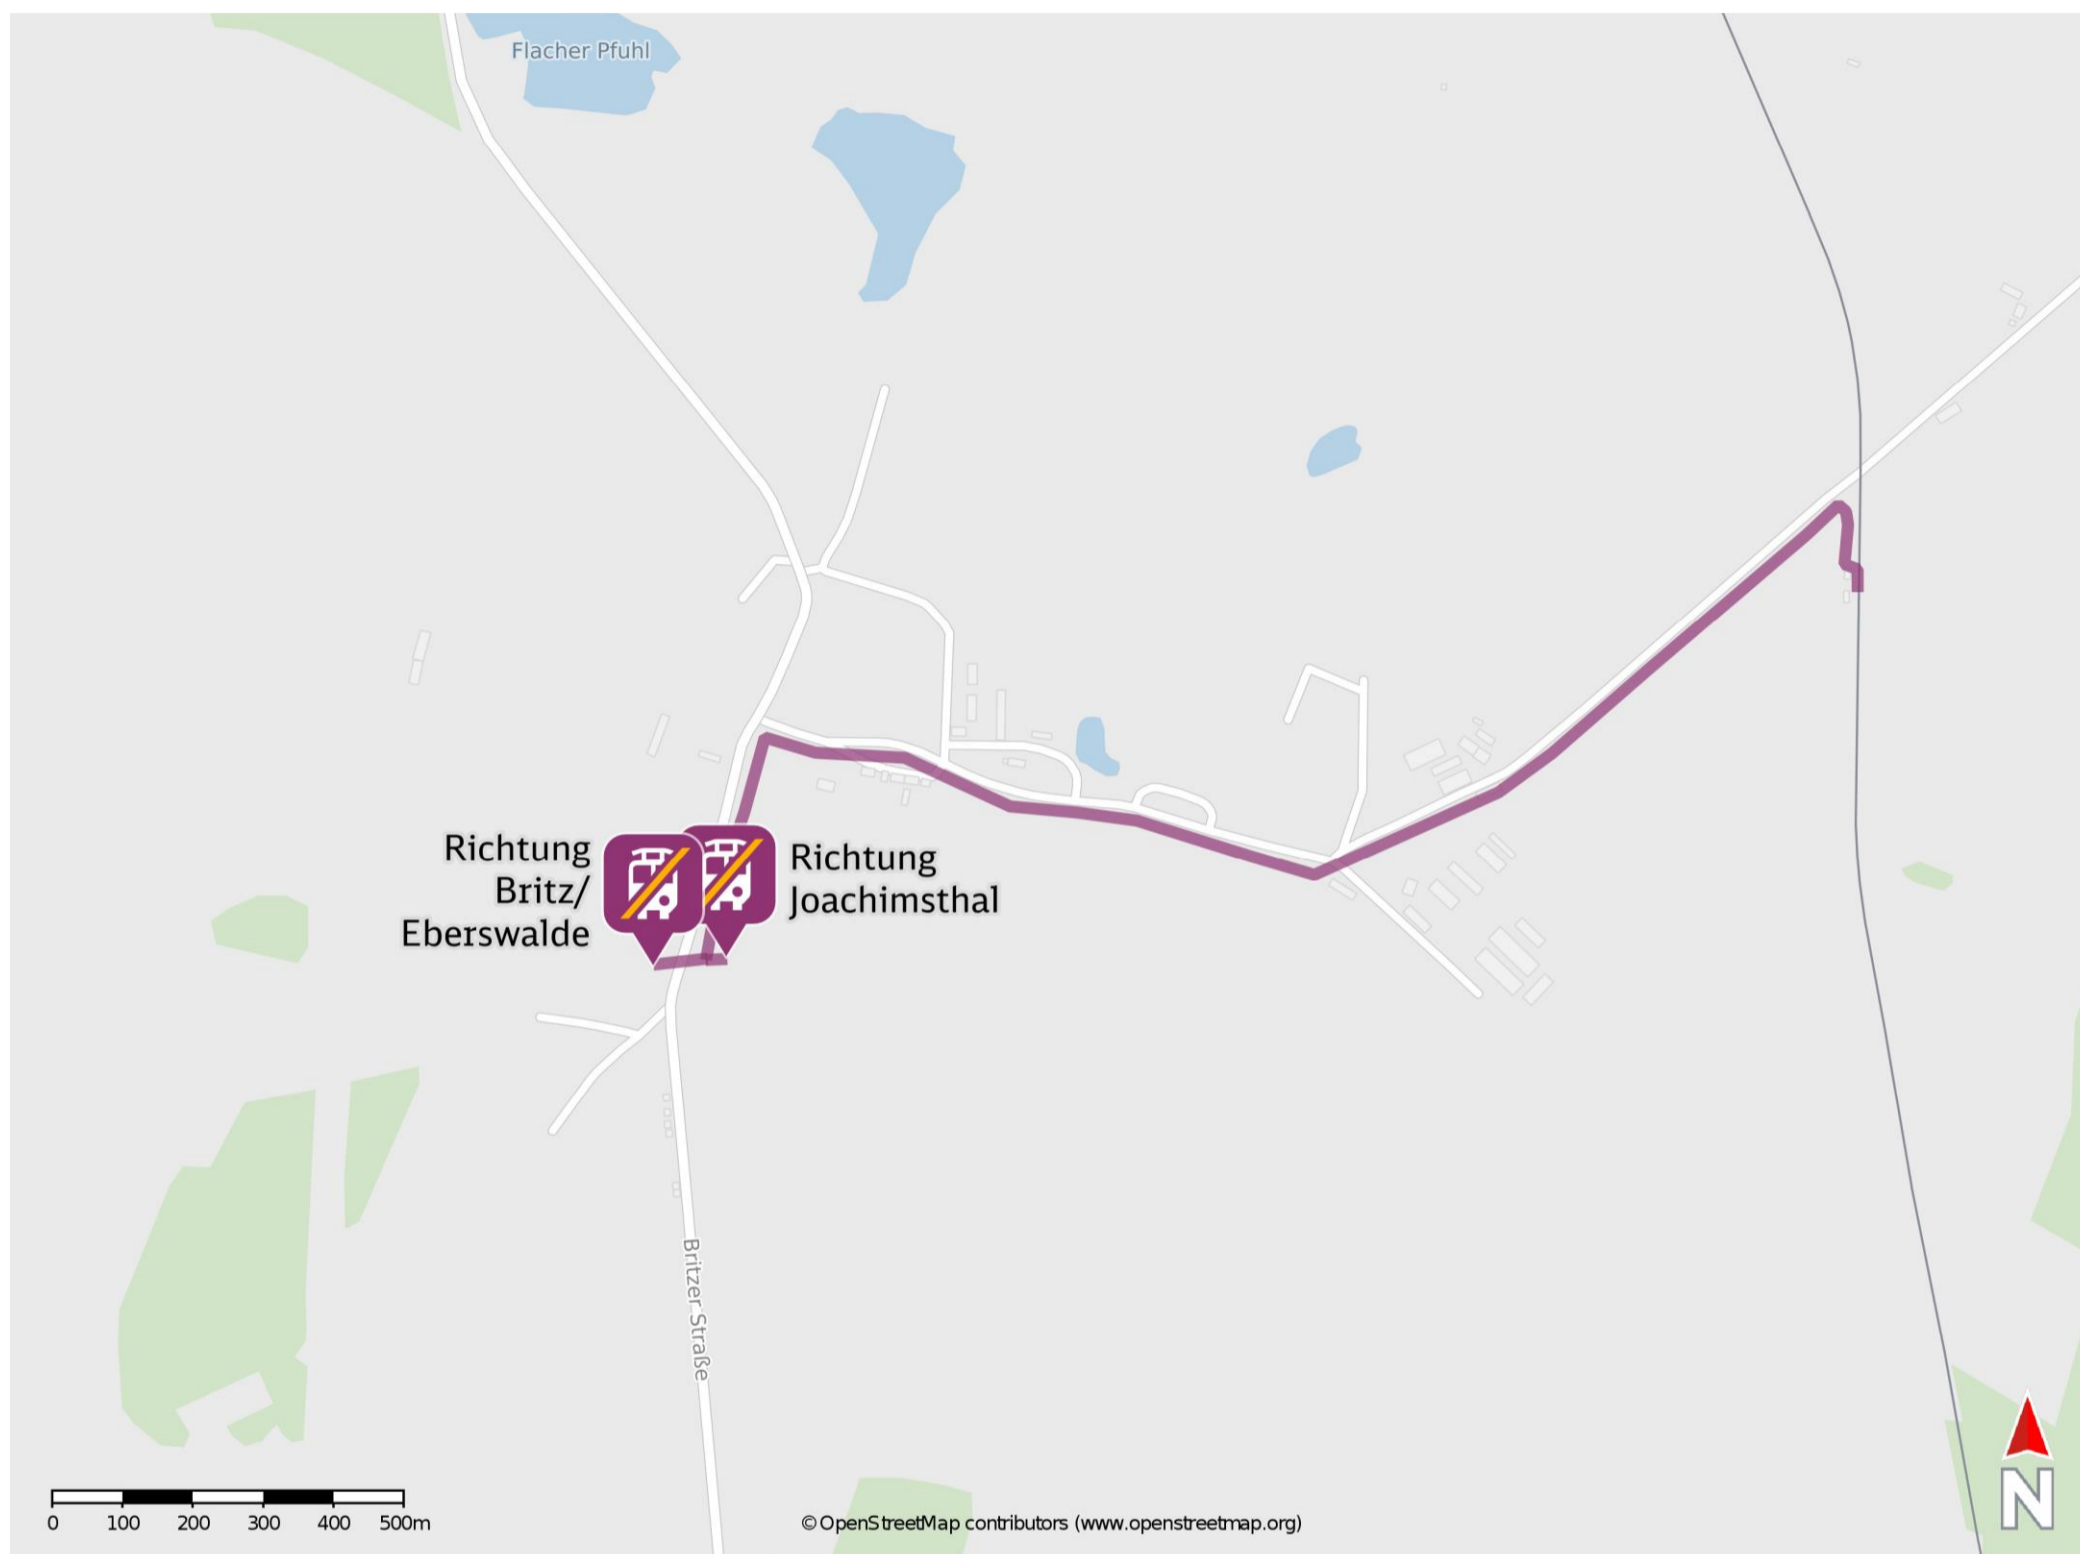 Flacher Pfuhl
Richtung
Britz/
Eberswalde
Richtung
Joachimsthal
Britzer Straße
0 100 200 300 400 500m
© OpenStreetMap contributors (www.openstreetmap.org)
N